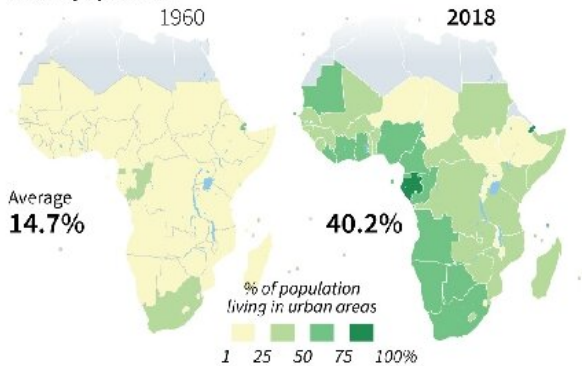 1960
2018
Average
14.7%
40.2%
% of population
living in urban areas
1 25 50 75 100%